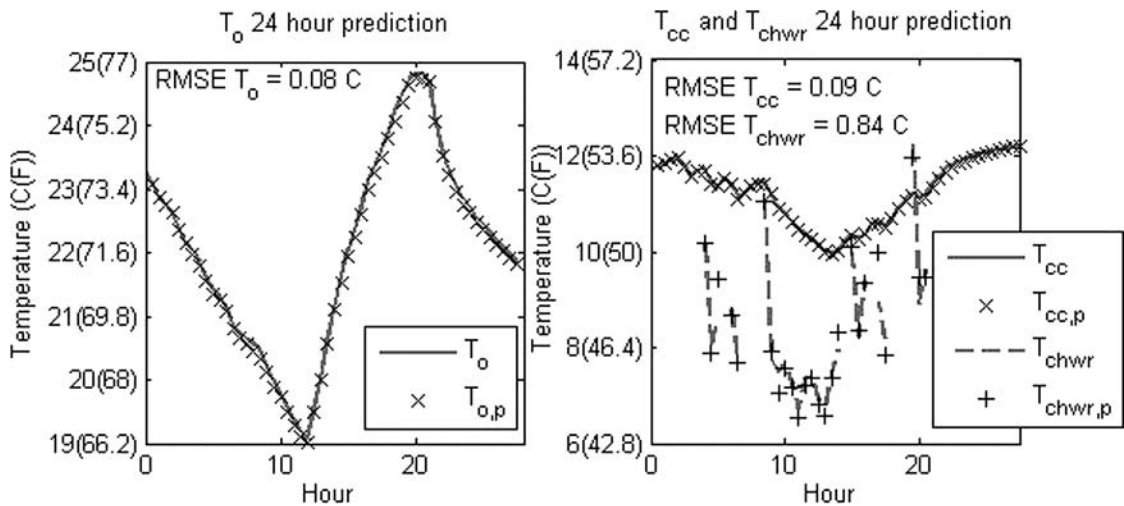 T_o 24 hour prediction
25(77)
24(75.2)
23(73.4)
22(71.6)
21(69.8)
20(68)
19(66.2)
Temperature (C(F))
RMSE T_o = 0.08 C
T_o
T_o,p
0
10
20
Hour
T_cc and T_chwr 24 hour prediction
14(57.2)
12(53.6)
10(50)
8(46.4)
6(42.8)
Temperature (C(F))
RMSE T_cc = 0.09 C
RMSE T_chwr = 0.84 C
T_cc
T_cc,p
T_chwr
T_chwr,p
0
10
20
Hour